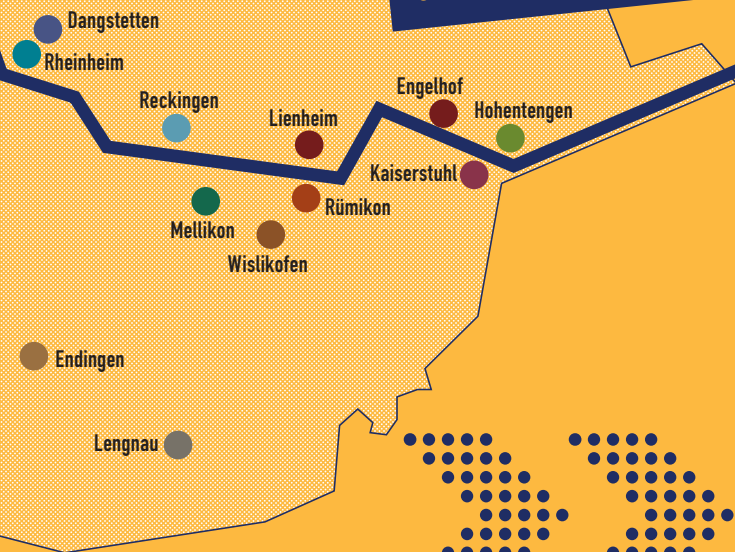 Dangstetten
Rheinheim
Engelhof
Reckingen
Hohentengen
Lienheim
Kaiserstuhl
Rümikon
Mellikon
Wislikofen
Endingen
Lengnau